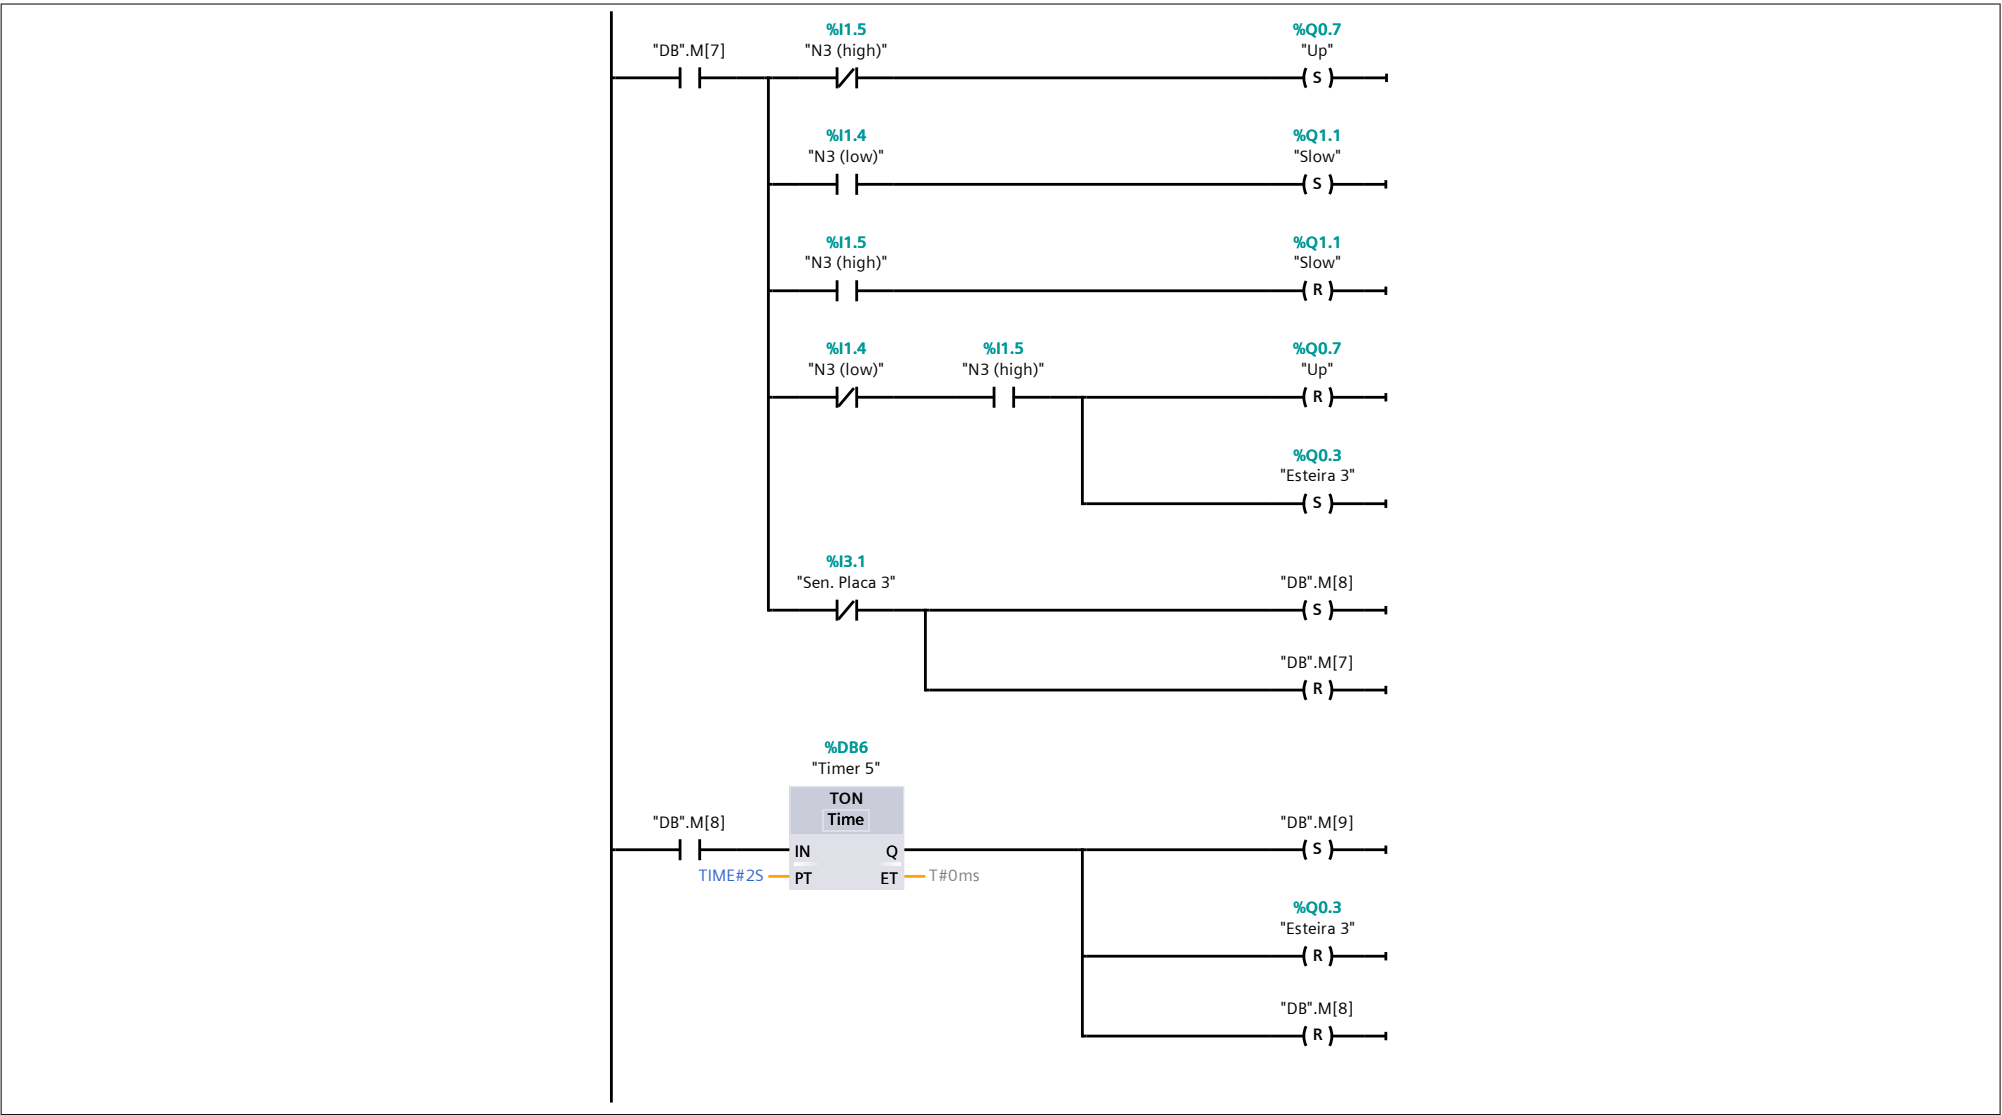 %I1.5
%Q0.7
"DB".M[7]
"N3 (high)"
"Up"
S
%I1.4
%Q1.1
"N3 (low)"
"Slow"
S
%I1.5
%Q1.1
"N3 (high)"
"Slow"
R
%I1.4
%I1.5
%Q0.7
"N3 (low)"
"N3 (high)"
"Up"
R
%Q0.3
"Esteira 3"
S
%I3.1
"Sen. Placa 3"
"DB".M[8]
S
"DB".M[7]
R
%DB6
"Timer 5"
TON
Time
"DB".M[8]
"DB".M[9]
IN
Q
S
TIME#2S
PT
ET
T#0ms
%Q0.3
"Esteira 3"
R
"DB".M[8]
R